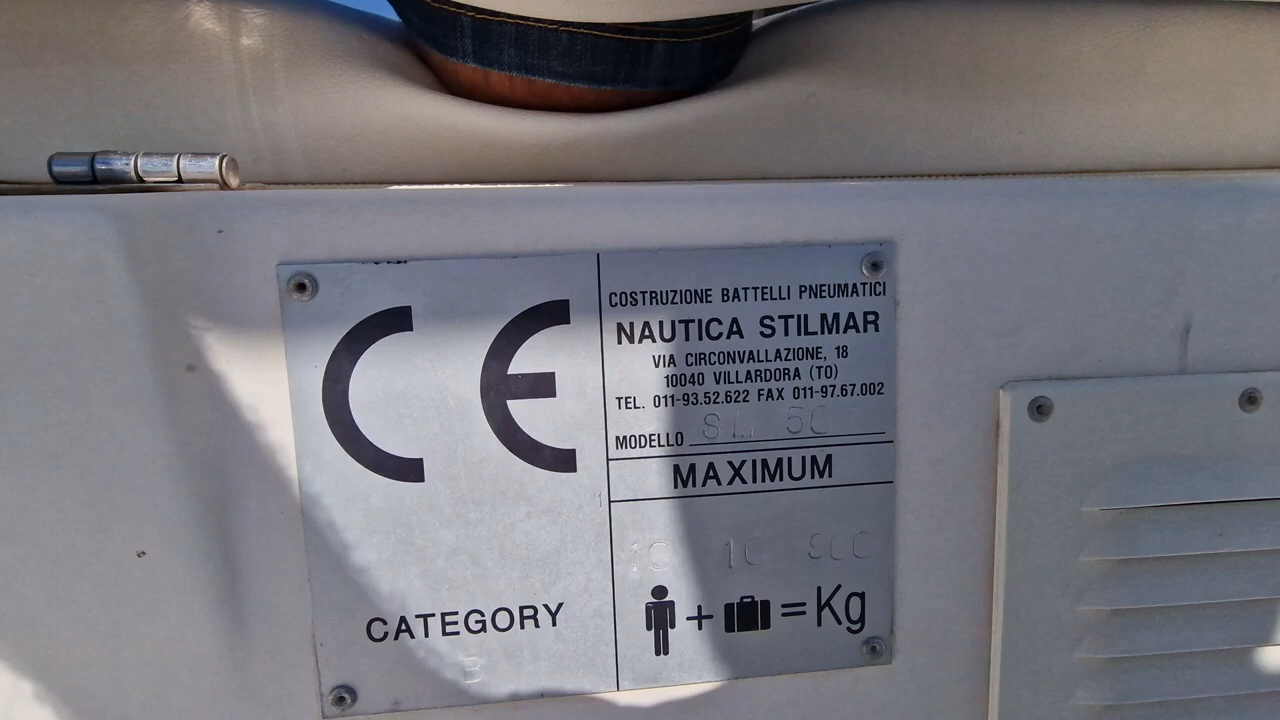 CE
CATEGORY
B
COSTRUZIONE BATTELLI PNEUMATICI
NAUTICA STILMAR
VIA CIRCONVALLAZIONE, 18
10040 VILLARDORA (TO)
TEL. 011-93.52.622 FAX 011-97.67.002
MODELLO
MAXIMUM
+ = Kg